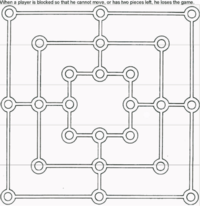 When a player is blocked so that he cannot move, or has two pieces left, he loses the game.